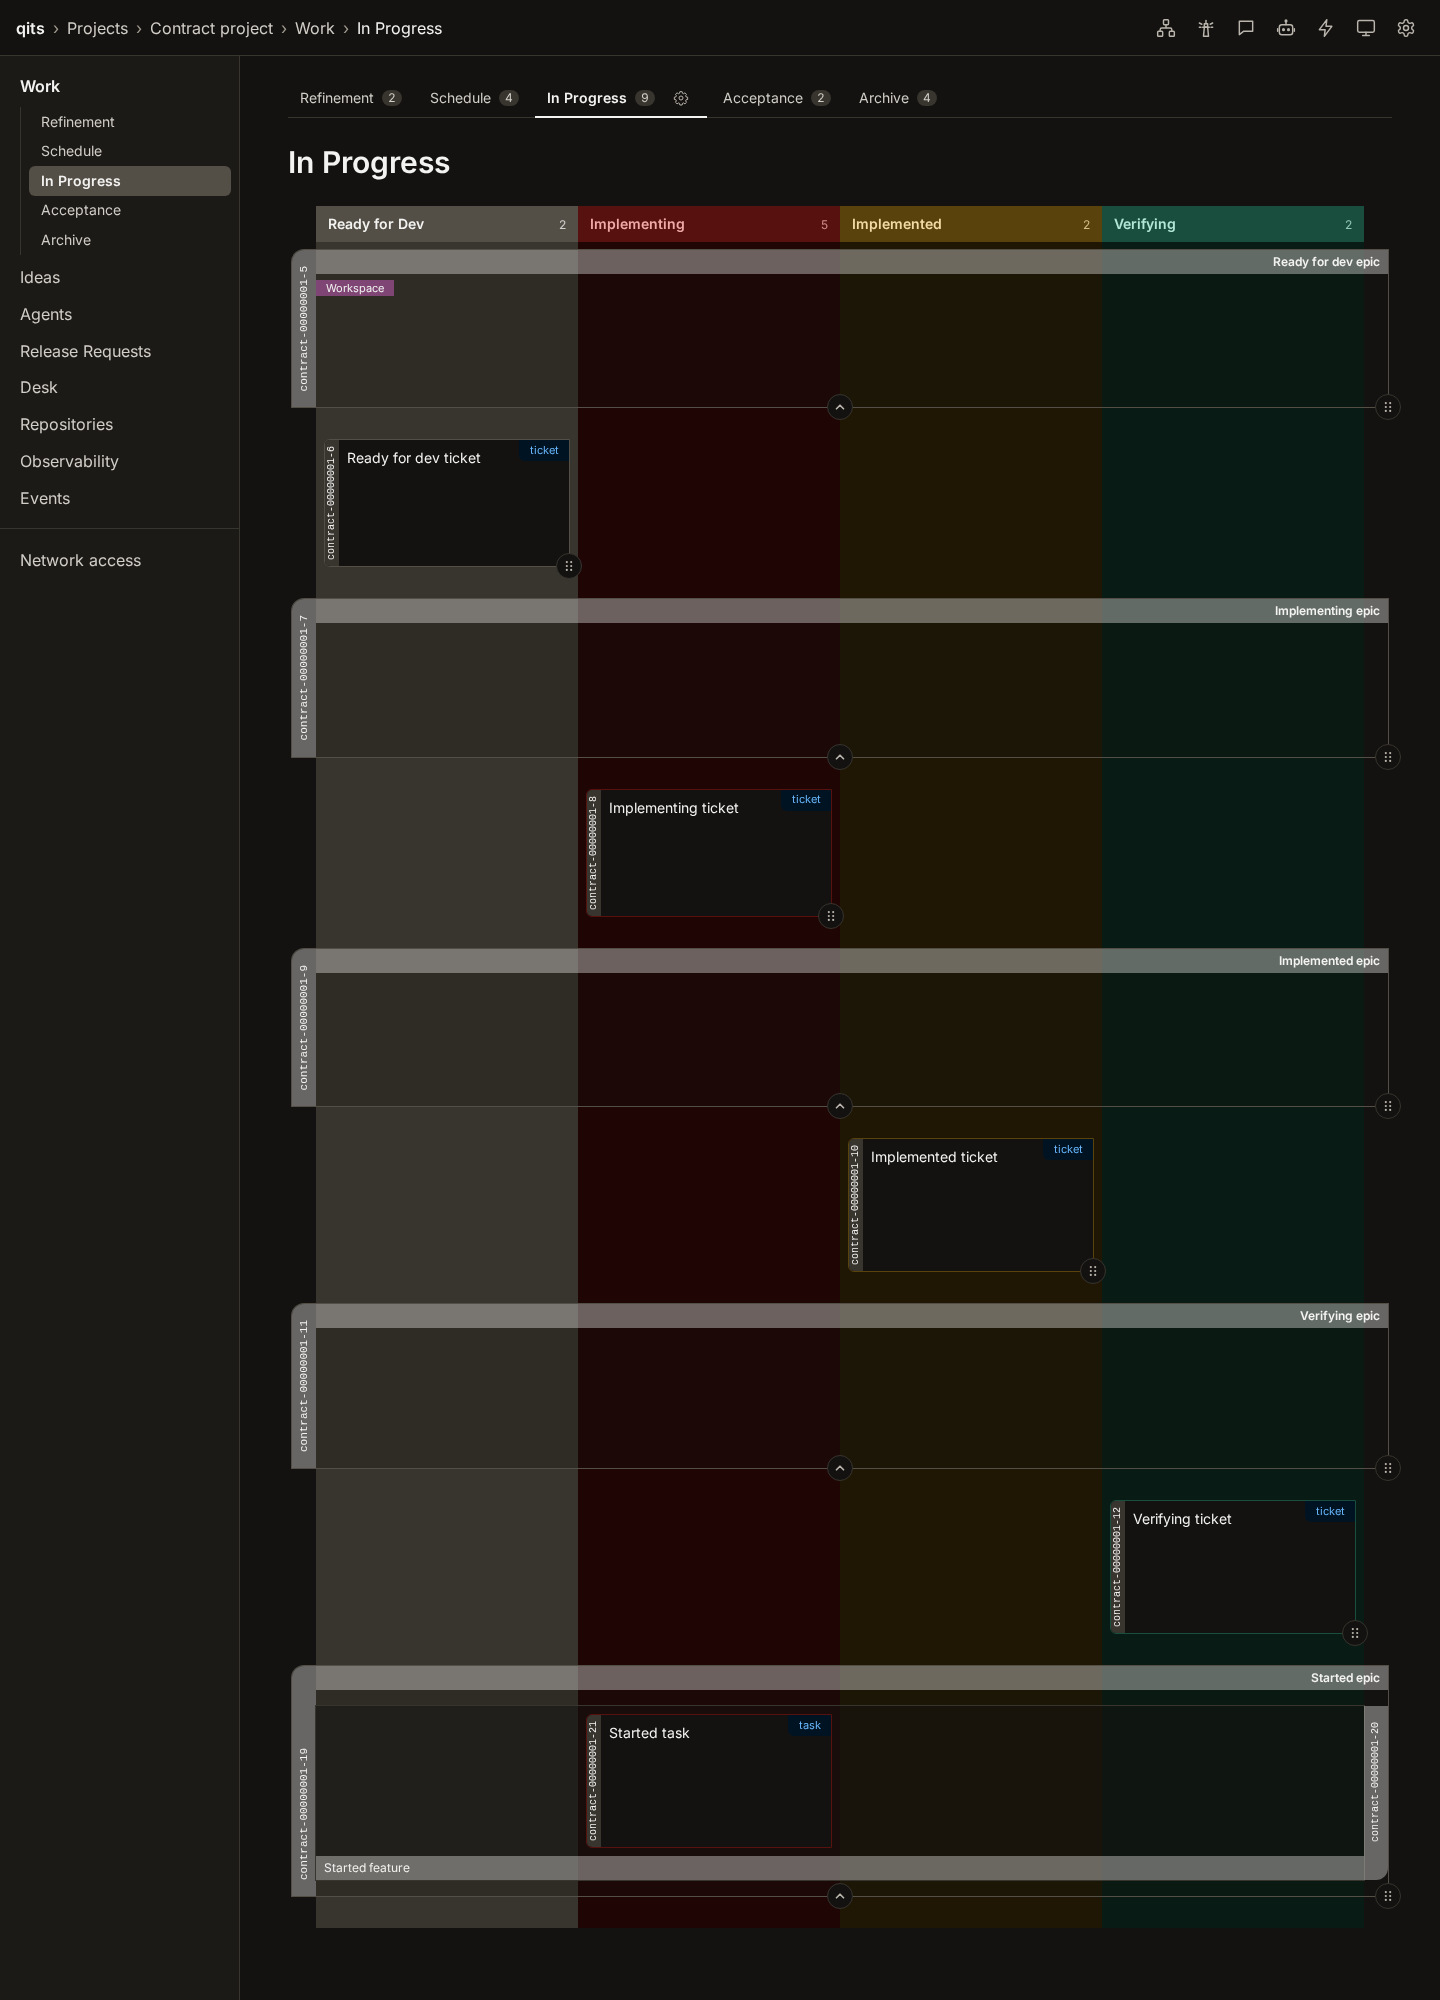 qits › Projects › Contract project › Work › In Progress
Work
Refinement
Schedule
In Progress
Acceptance
Archive
Ideas
Agents
Release Requests
Desk
Repositories
Observability
Events
Network access
Refinement 2
Schedule 4
In Progress 9
Acceptance 2
Archive 4
In Progress
Ready for Dev 2
Implementing 5
Implemented 2
Verifying 2
contract-00000001-5
Ready for dev epic
Workspace
contract-00000001-6
Ready for dev ticket
ticket
contract-00000001-7
Implementing epic
contract-00000001-8
Implementing ticket
ticket
contract-00000001-9
Implemented epic
contract-00000001-10
Implemented ticket
ticket
contract-00000001-11
Verifying epic
contract-00000001-12
Verifying ticket
ticket
contract-00000001-19
Started epic
contract-00000001-21
Started task
task
contract-00000001-20
Started feature